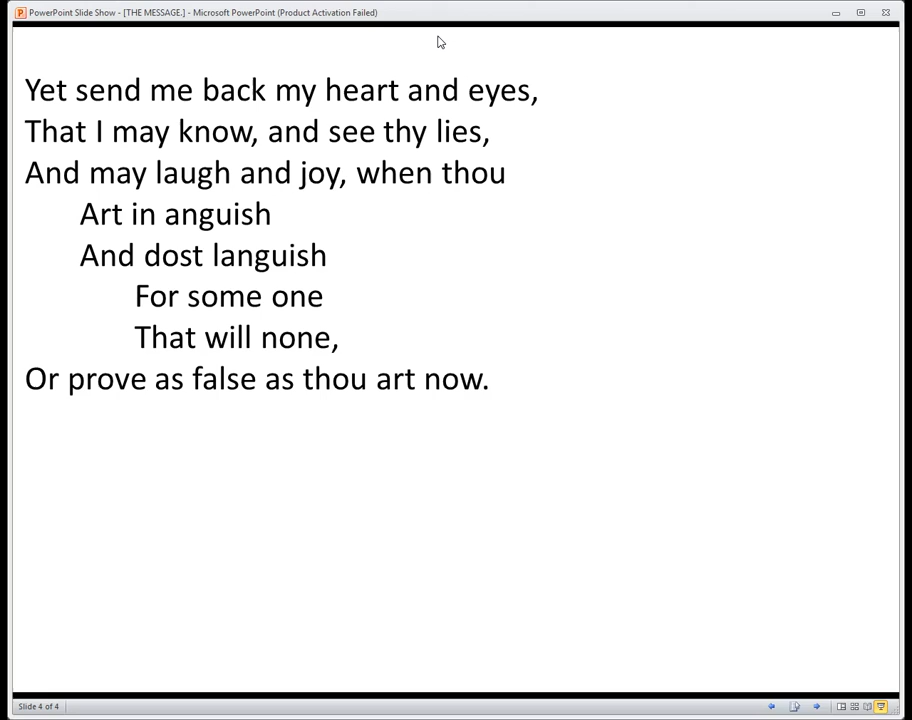 PowerPoint Slide Show - [THE MESSAGE.] - Microsoft PowerPoint (Product Activation Failed)
Yet send me back my heart and eyes,
That I may know, and see thy lies,
And may laugh and joy, when thou
Art in anguish
And dost languish
For some one
That will none,
Or prove as false as thou art now.
Slide 4 of 4